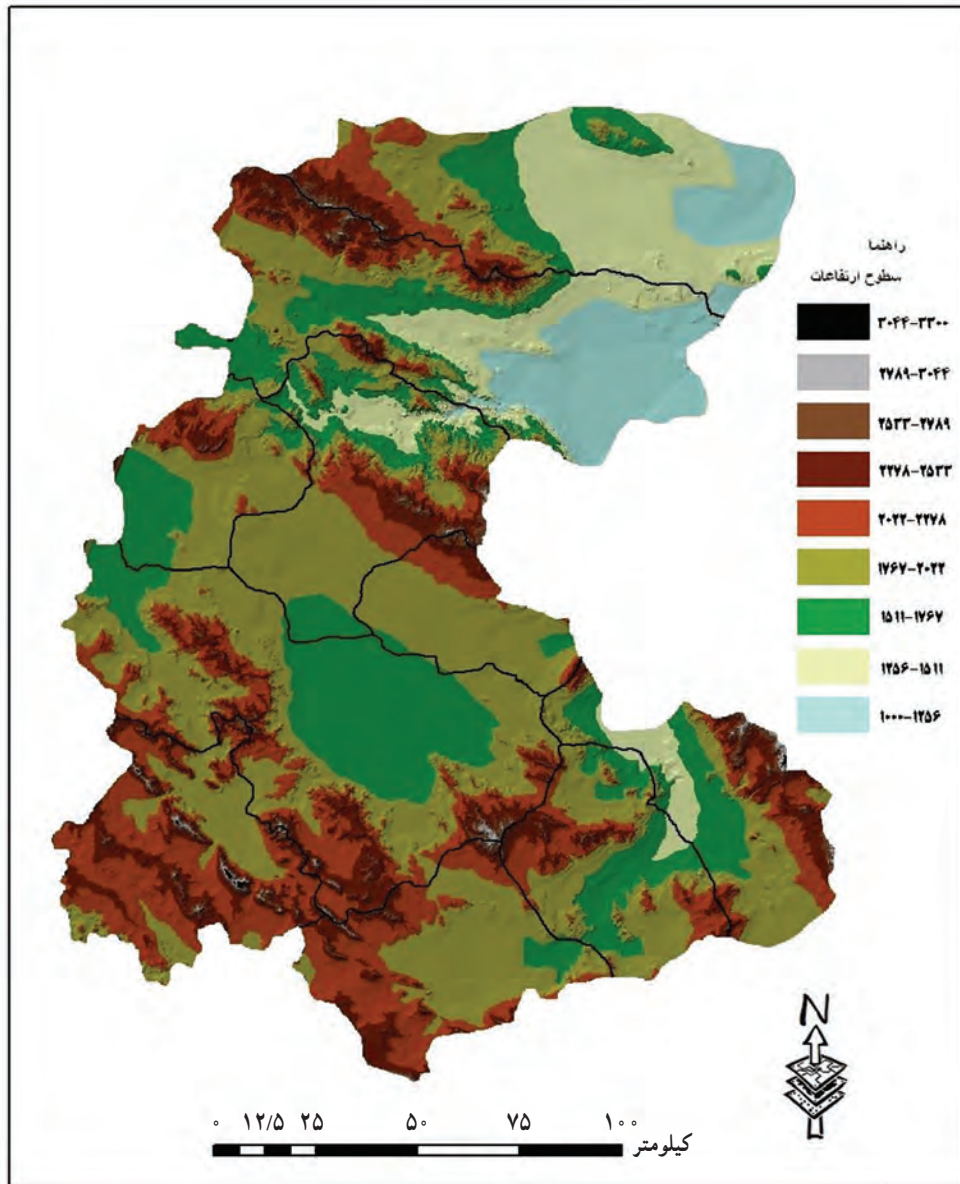 راهنما
سطوح ارتفاعات
۳۰۴۴-۳۳۰۰
۲۷۸۹-۳۰۴۴
۲۵۳۳-۲۷۸۹
۲۲۷۸-۲۵۳۳
۲۰۲۲-۲۲۷۸
۱۷۶۷-۲۰۲۲
۱۵۱۱-۱۷۶۷
۱۲۵۶-۱۵۱۱
۱۰۰۰-۱۲۵۶
N
۰ ۱۲/۵ ۲۵ ۵۰ ۷۵ ۱۰۰
کیلومتر